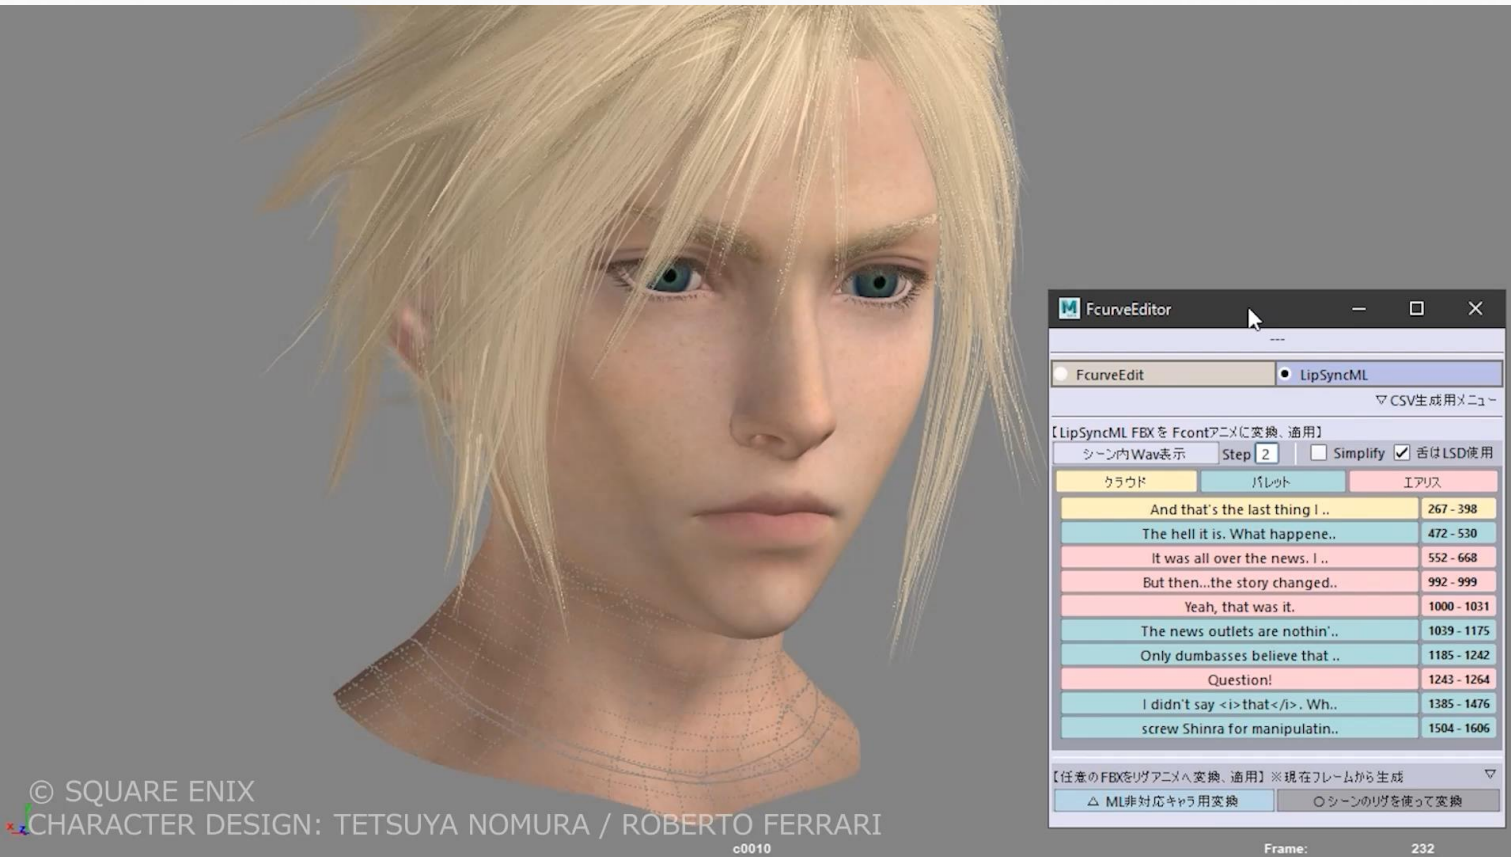 FcurveEditor
---
FcurveEdit LipSyncML
▽CSV生成用メニュー
【LipSyncML FBXを Fcontアニメに変換、適用】
シーン内Wav表示 Step 2 Simplify 舌はLSD使用
クラウド バレット エアリス
And that's the last thing I .. 267 - 398
The hell it is. What happene.. 472 - 530
It was all over the news. I .. 552 - 668
But then...the story changed.. 992 - 999
Yeah, that was it. 1000 - 1031
The news outlets are nothin'.. 1039 - 1175
Only dumbasses believe that .. 1185 - 1242
Question! 1243 - 1264
I didn't say <i>that</i>. Wh.. 1385 - 1476
screw Shinra for manipulatin.. 1504 - 1606
【任意のFBXをリグアニメへ変換、適用】※現在フレームから生成 ▽
△ ML非対応キャラ用変換 ○シーンのリグを使って変換
© SQUARE ENIX
CHARACTER DESIGN: TETSUYA NOMURA / ROBERTO FERRARI
c0010 Frame: 232